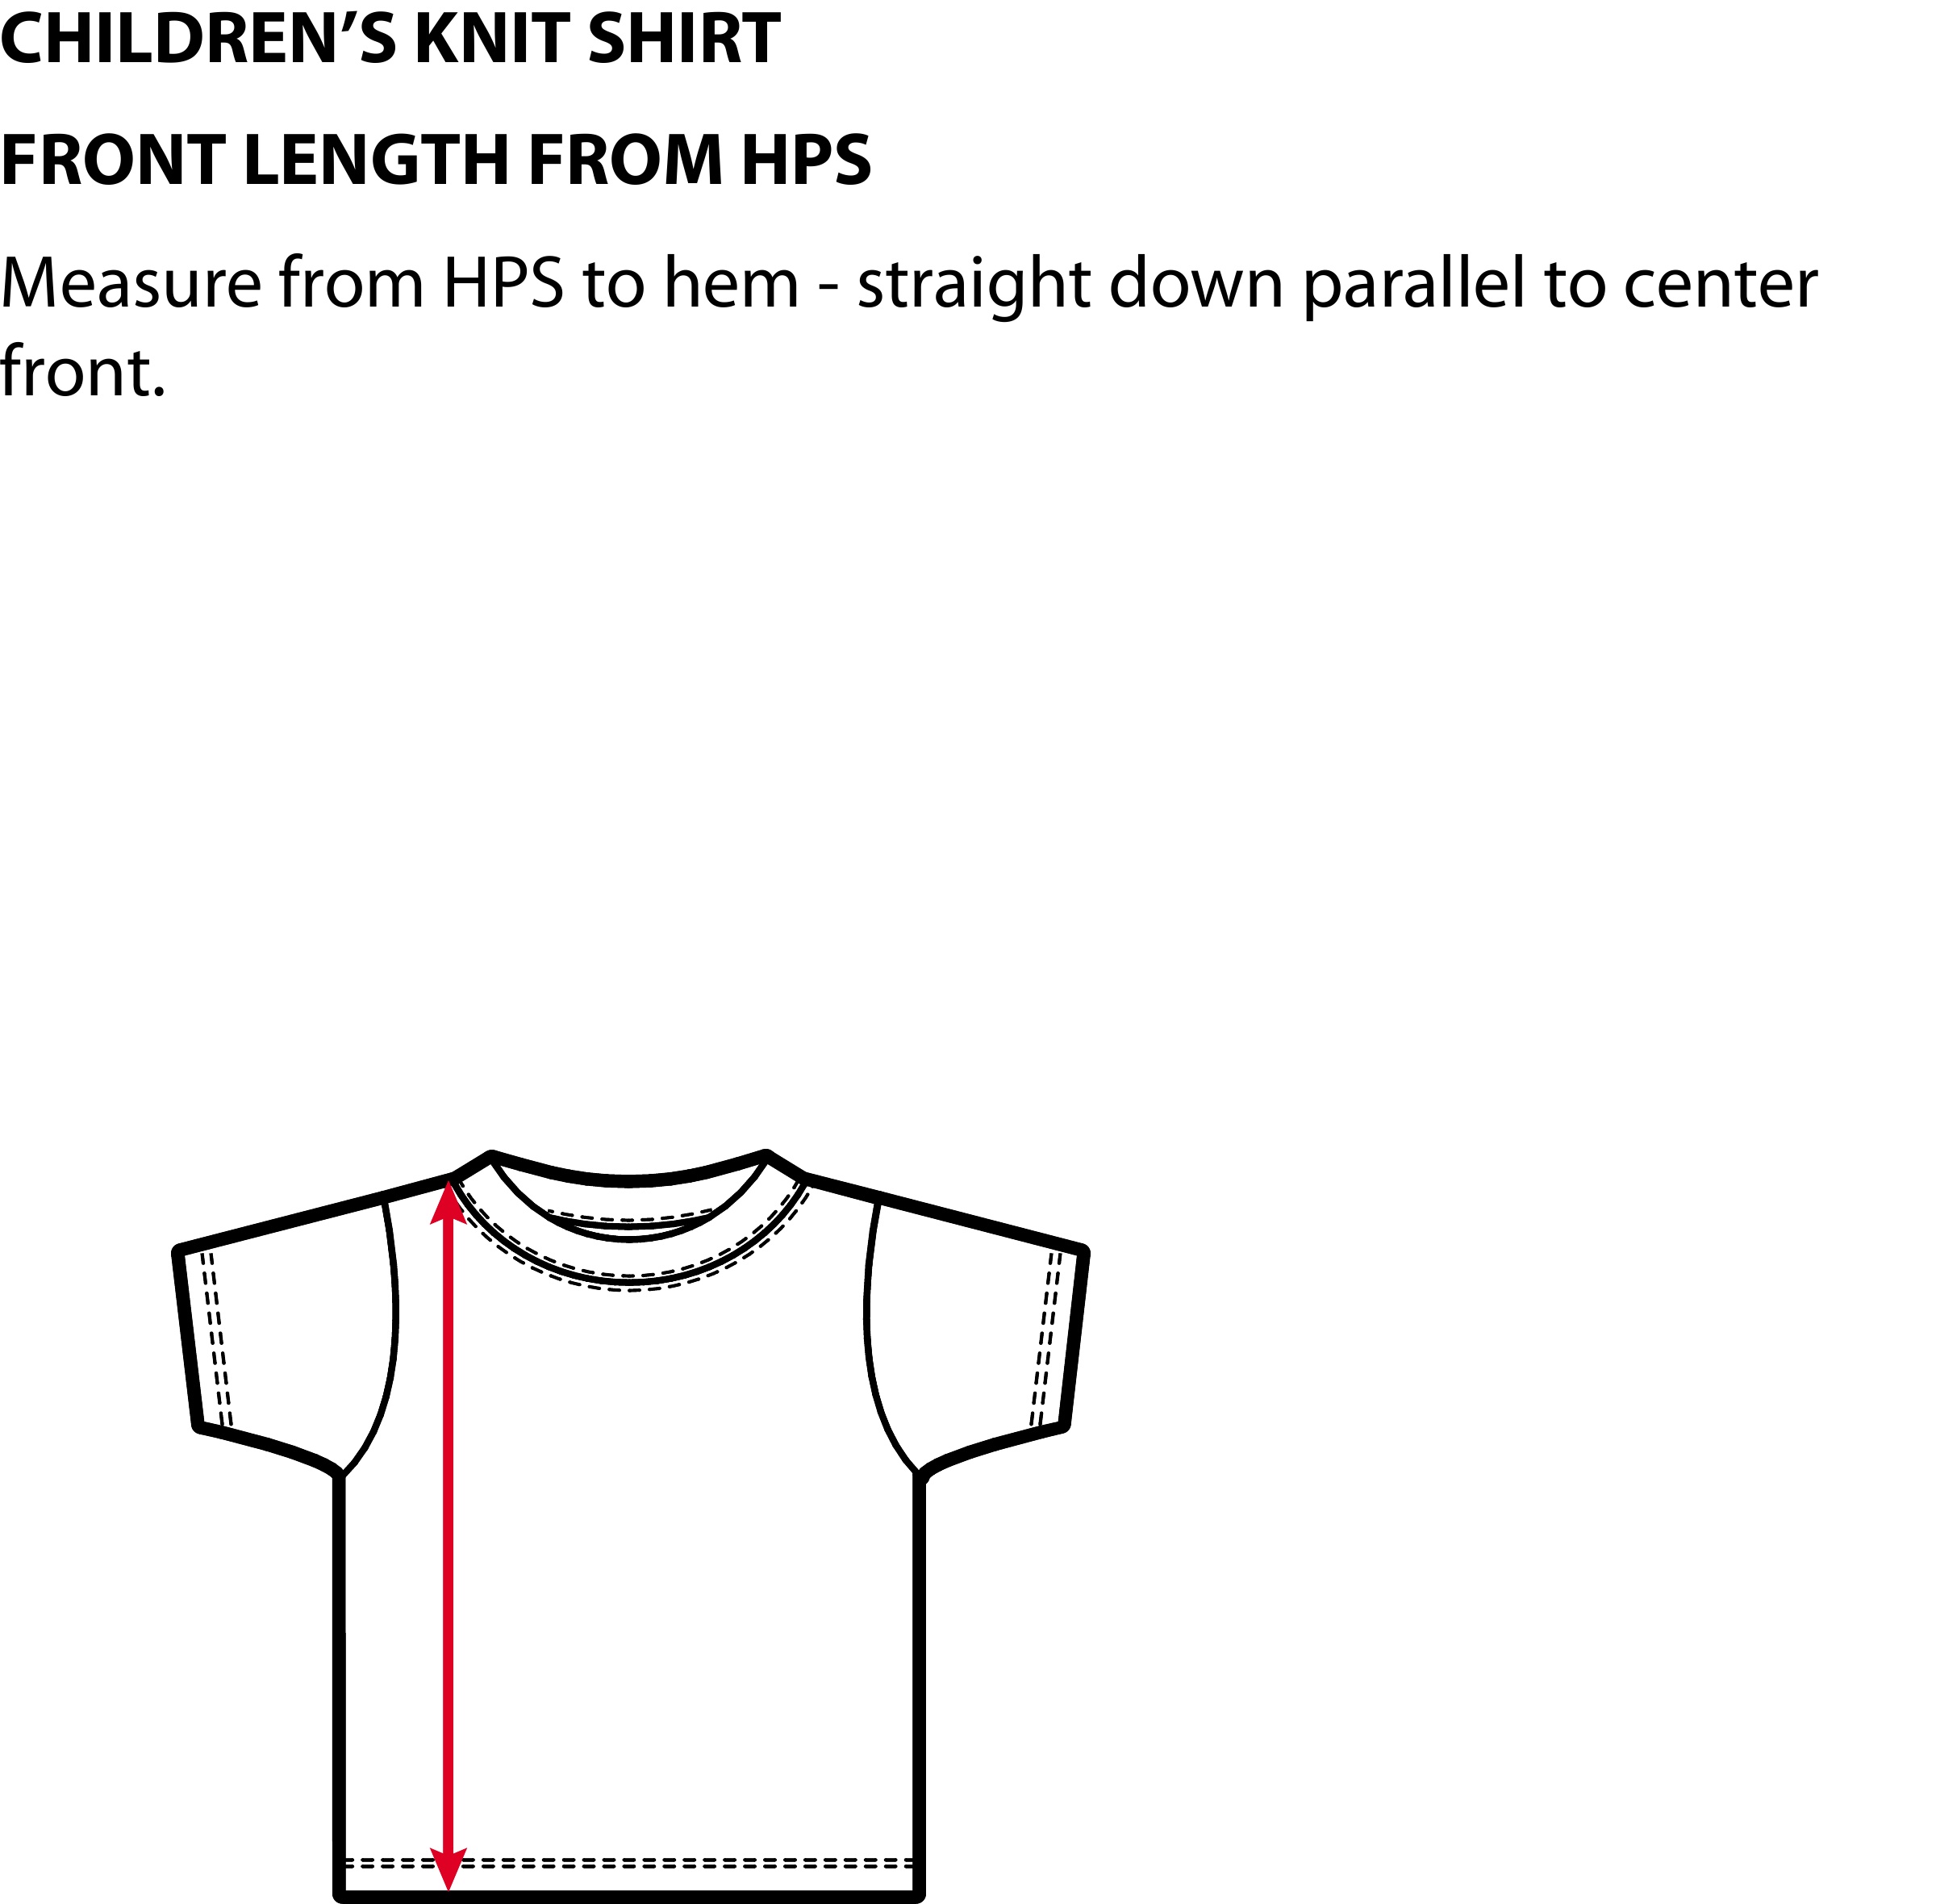 CHILDREN’S KNIT SHIRT
FRONT LENGTH FROM HPS
Measure from HPS to hem - straight down parallel to center
front.